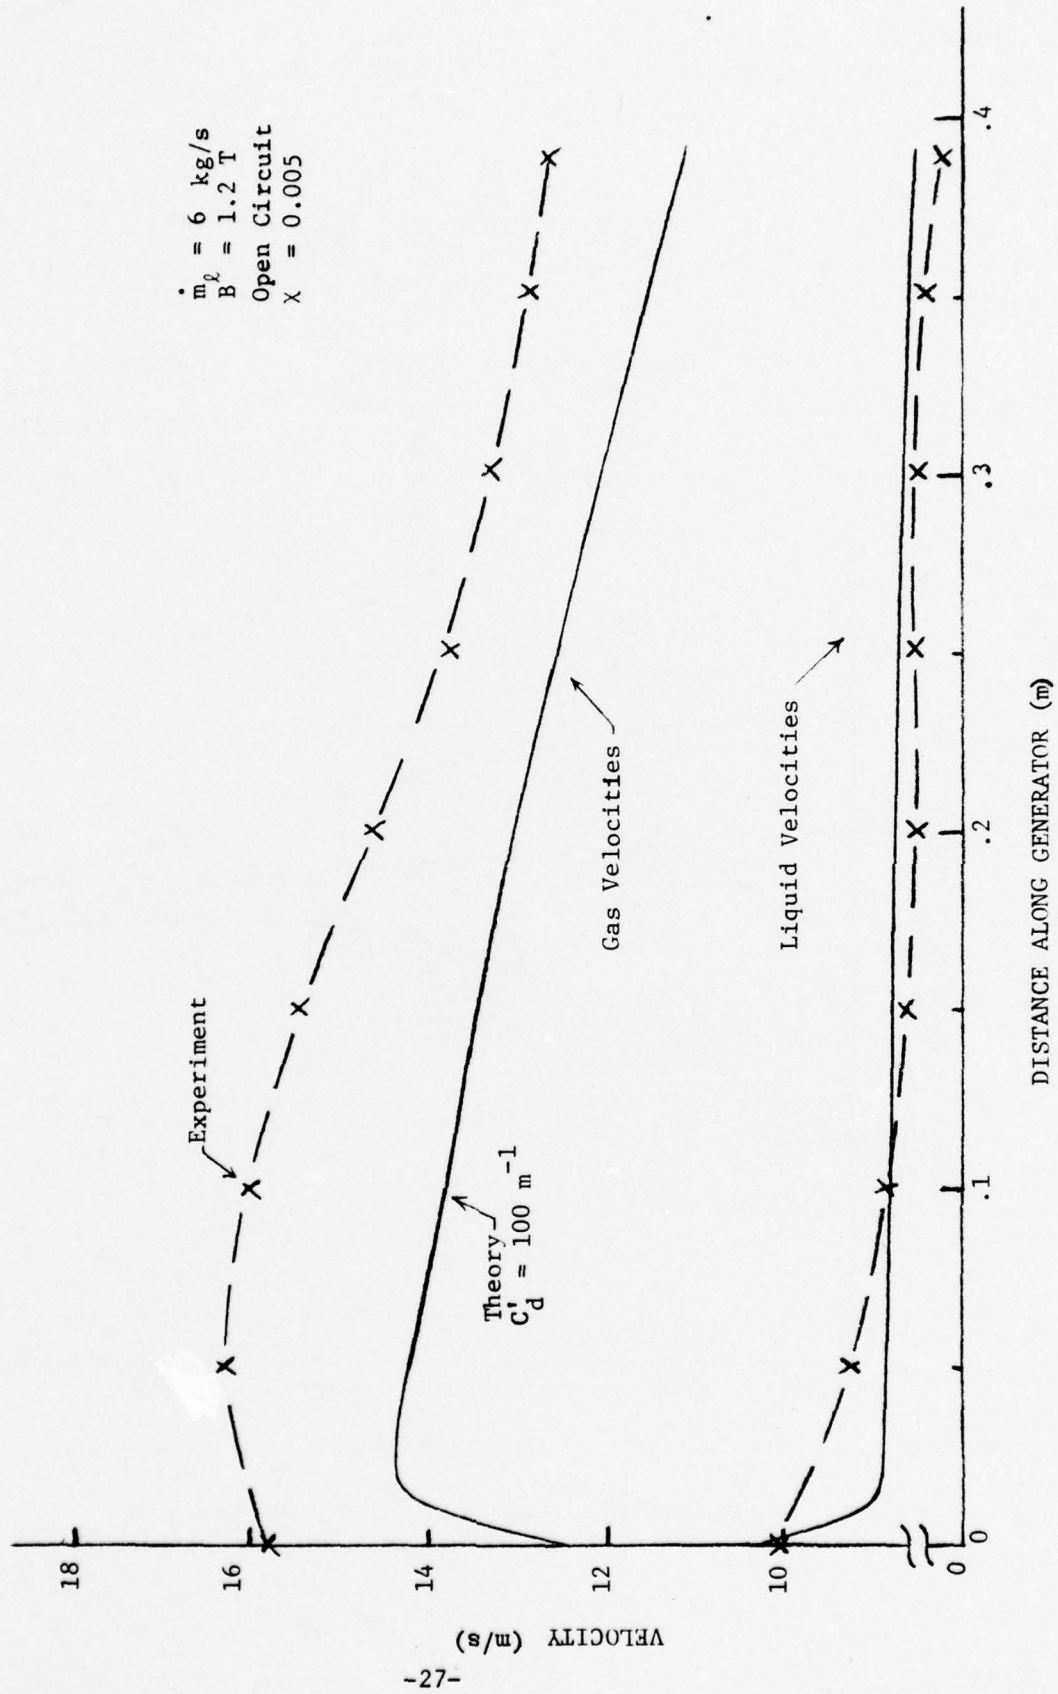 ṁℓ = 6 kg/s
Bℓ = 1.2 T
Open Circuit
χ = 0.005
Experiment
Theory
C'd = 100 m⁻¹
Gas Velocities
Liquid Velocities
18
16
14
12
10
0
VELOCITY (m/s)
0
.1
.2
.3
.4
DISTANCE ALONG GENERATOR (m)
-27-